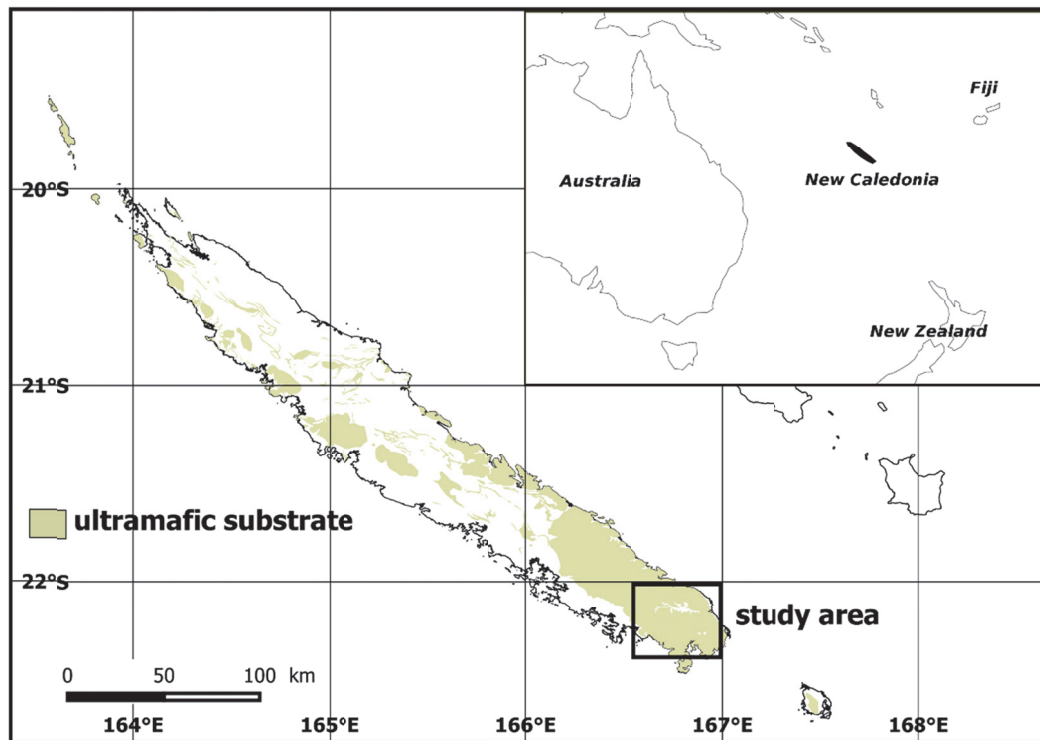 Fiji
Australia
New Caledonia
New Zealand
20°S
21°S
ultramafic substrate
22°S
study area
0 50 100 km
164°E 165°E 166°E 167°E 168°E